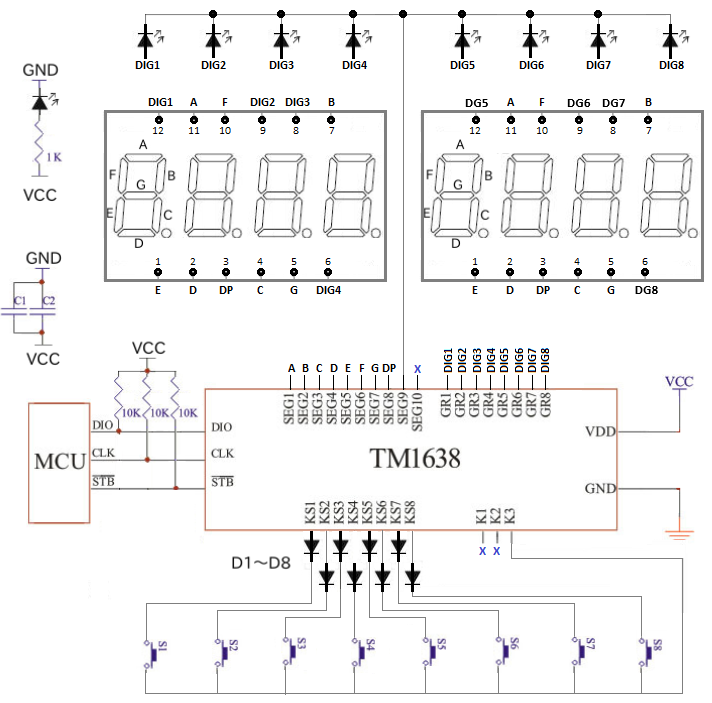 DIG1 DIG2 DIG3 DIG4 DIG5 DIG6 DIG7 DIG8
GND
1K
VCC
DIG1 A F DIG2 DIG3 B
12 11 10 9 8 7
A
F B
G
E C
D
1 2 3 4 5 6
E D DP C G DIG4
DG5 A F DG6 DG7 B
12 11 10 9 8 7
A
F B
G
E C
D
1 2 3 4 5 6
E D DP C G DG8
GND
C1 C2
VCC
VCC
10K 10K 10K
MCU
DIO
CLK
STB
DIO
CLK
STB
A B C D E F G DP X
SEG1 SEG2 SEG3 SEG4 SEG5 SEG6 SEG7 SEG8 SEG9 SEG10
DIG1 DIG2 DIG3 DIG4 DIG5 DIG6 DIG7 DIG8
GR1 GR2 GR3 GR4 GR5 GR6 GR7 GR8
TM1638
VCC
VDD
GND
KS1 KS2 KS3 KS4 KS5 KS6 KS7 KS8
K1 K2 K3
X X
D1～D8
S1 S2 S3 S4 S5 S6 S7 S8